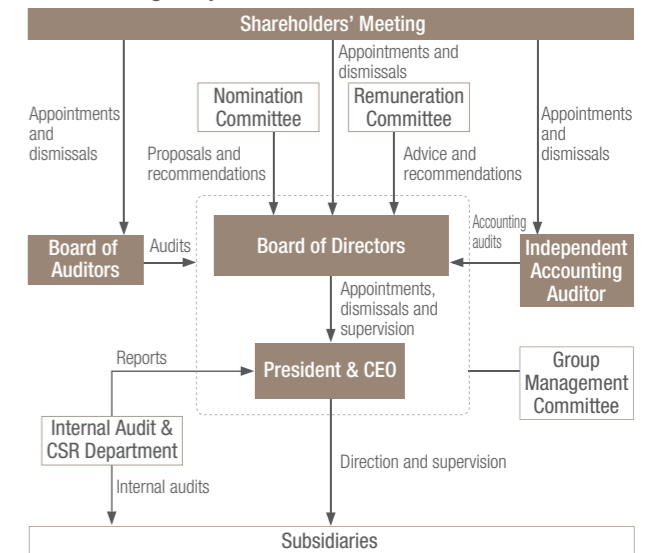 Shareholders' Meeting
Appointments and
dismissals
Nomination
Committee
Remuneration
Committee
Appointments
and
dismissals
Appointments
and
dismissals
Proposals and
recommendations
Advice and
recommendations
Board of
Auditors
Audits
Board of Directors
Accounting
audits
Independent
Accounting
Auditor
Appointments,
dismissals and
supervision
Reports
President & CEO
Group
Management
Committee
Internal Audit &
CSR Department
Direction and supervision
Internal audits
Subsidiaries